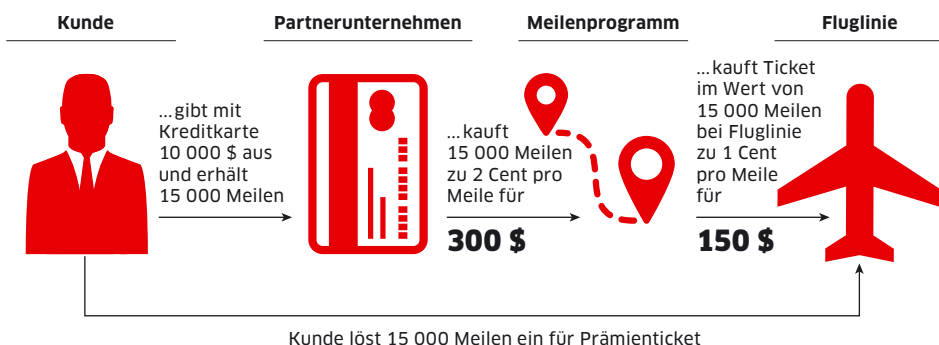 Kunde
Partnerunternehmen
Meilenprogramm
Fluglinie
...gibt mit
Kreditkarte
10 000 $ aus
und erhält
15 000 Meilen
...kauft
15 000 Meilen
zu 2 Cent pro
Meile für
300 $
...kauft Ticket
im Wert von
15 000 Meilen
bei Fluglinie
zu 1 Cent
pro Meile
für
150 $
Kunde löst 15 000 Meilen ein für Prämienticket